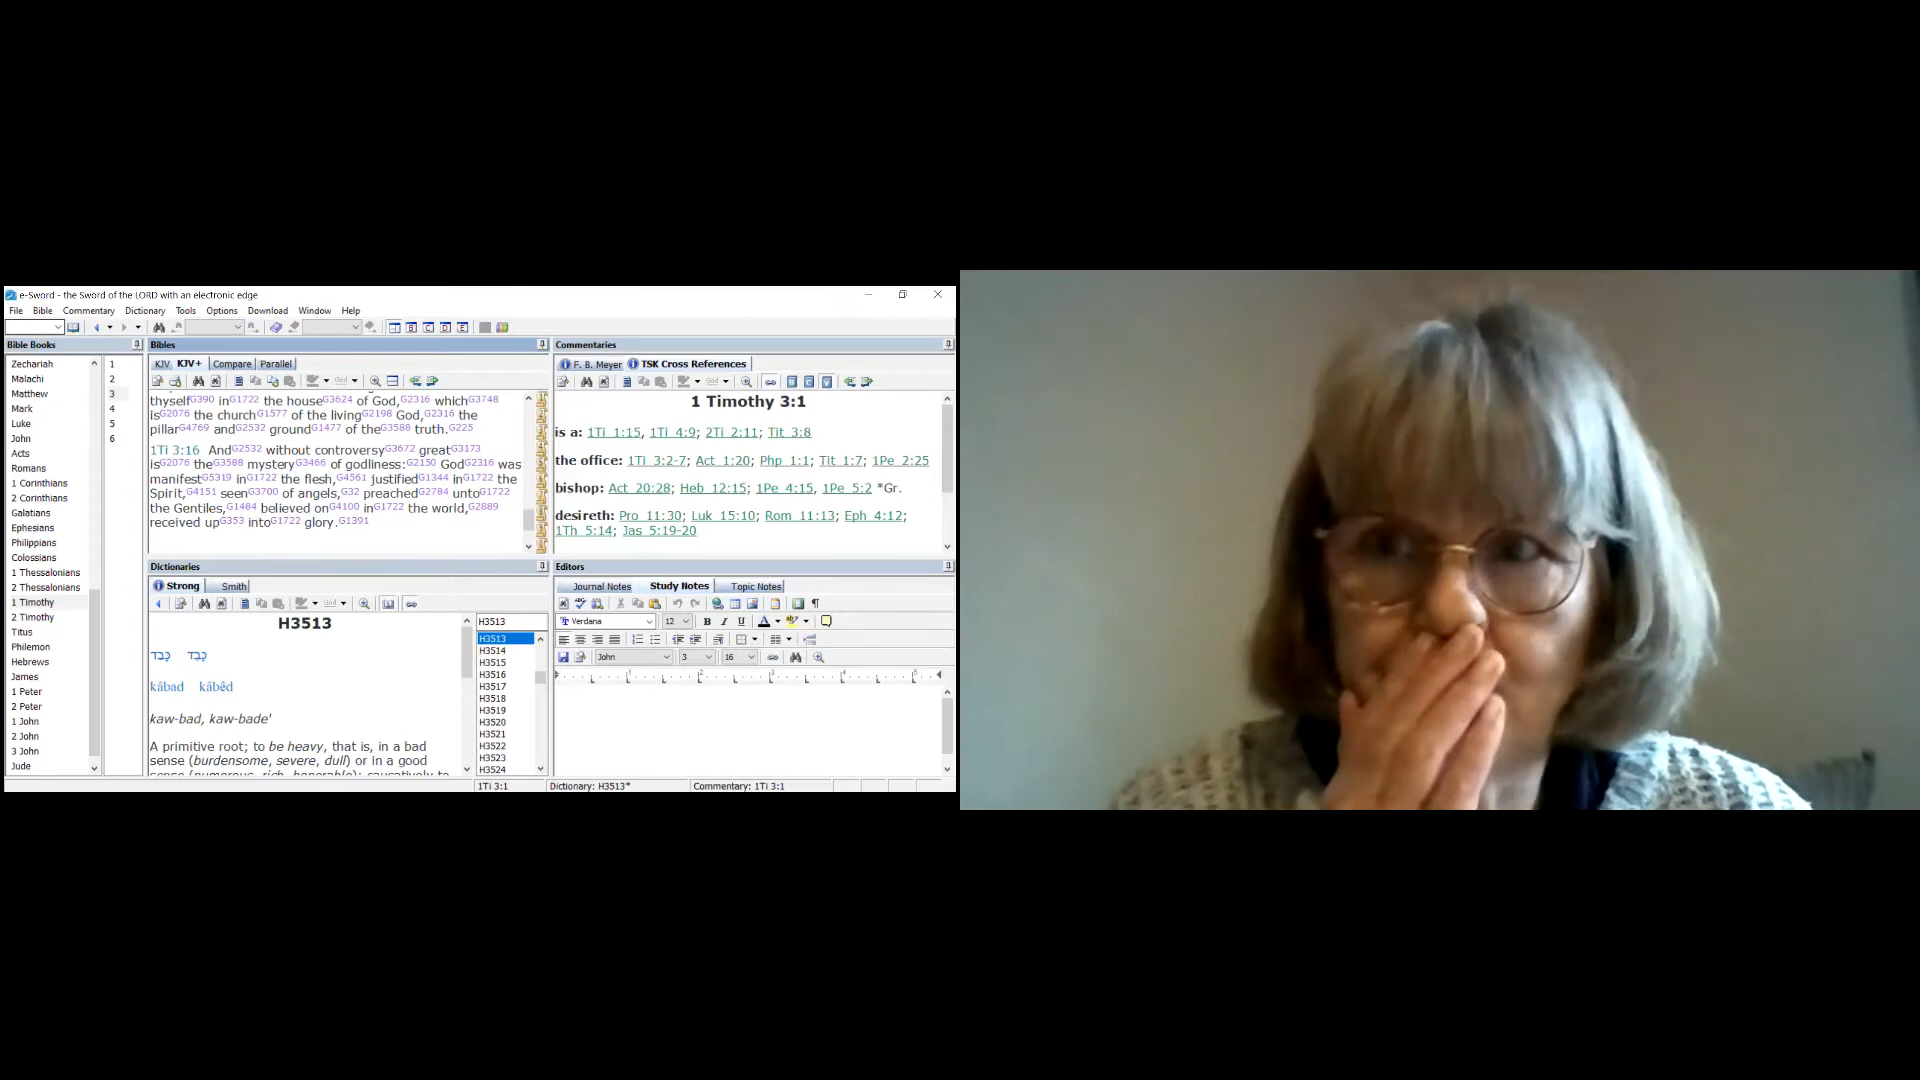 e-Sword - the Sword of the LORD with an electronic edge
File Bible Commentary Dictionary Tools Options Download Window Help
Bible Books
Zechariah
Malachi
Matthew
Mark
Luke
John
Acts
Romans
1 Corinthians
2 Corinthians
Galatians
Ephesians
Philippians
Colossians
1 Thessalonians
2 Thessalonians
1 Timothy
2 Timothy
Titus
Philemon
Hebrews
James
1 Peter
2 Peter
1 John
2 John
3 John
Jude
1
2
3
4
5
6
Bibles
KJV KJV+ Compare Parallel
thyselfG390 inG1722 the houseG3624 of God,G2316 whichG3748
isG2076 the churchG1577 of the livingG2198 God,G2316 the
pillarG4769 andG2532 groundG1477 of theG3588 truth.G225
1Ti 3:16 AndG2532 without controversyG3672 greatG3173
isG2076 theG3588 mysteryG3466 of godliness:G2150 GodG2316 was
manifestG5319 inG1722 the flesh,G4561 justifiedG1344 inG1722 the
Spirit,G4151 seenG3700 of angels,G32 preachedG2784 untoG1722
the Gentiles,G1484 believed onG4100 inG1722 the world,G2889
received upG353 intoG1722 glory.G1391
Commentaries
F. B. Meyer TSK Cross References
1 Timothy 3:1
is a: 1Ti 1:15, 1Ti 4:9; 2Ti 2:11; Tit 3:8
the office: 1Ti 3:2-7; Act 1:20; Php 1:1; Tit 1:7; 1Pe 2:25
bishop: Act 20:28; Heb 12:15; 1Pe 4:15, 1Pe 5:2 *Gr.
desireth: Pro 11:30; Luk 15:10; Rom 11:13; Eph 4:12;
1Th 5:14; Jas 5:19-20
Dictionaries
Strong Smith
H3513
כָּבַד כָּבֵד
kâbad kâbêd
kaw-bad, kaw-bade'
A primitive root; to be heavy, that is, in a bad
sense (burdensome, severe, dull) or in a good
sense (numerous, rich, honorable); causatively to
H3513
H3513
H3514
H3515
H3516
H3517
H3518
H3519
H3520
H3521
H3522
H3523
H3524
Editors
Journal Notes Study Notes Topic Notes
Verdana 12 B I U A
John 3 16
1Ti 3:1 Dictionary: H3513* Commentary: 1Ti 3:1